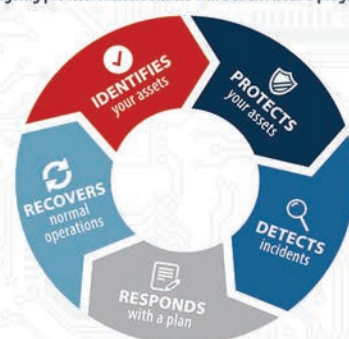 IDENTIFIES
your assets
PROTECTS
your assets
DETECTS
incidents
RESPONDS
with a plan
RECOVERS
normal
operations